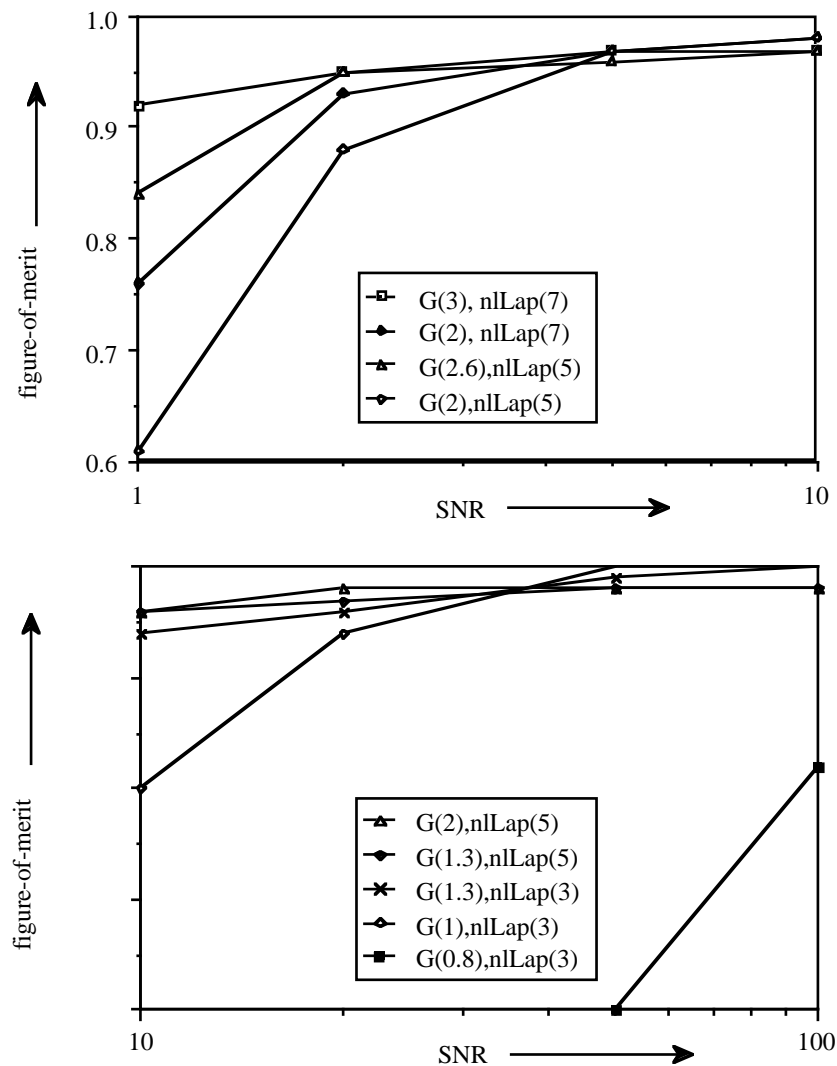 1.0
0.9
0.8
0.7
0.6
figure-of-merit
G(3), nlLap(7)
G(2), nlLap(7)
G(2.6),nlLap(5)
G(2),nlLap(5)
1
10
SNR
figure-of-merit
G(2),nlLap(5)
G(1.3),nlLap(5)
G(1.3),nlLap(3)
G(1),nlLap(3)
G(0.8),nlLap(3)
10
100
SNR